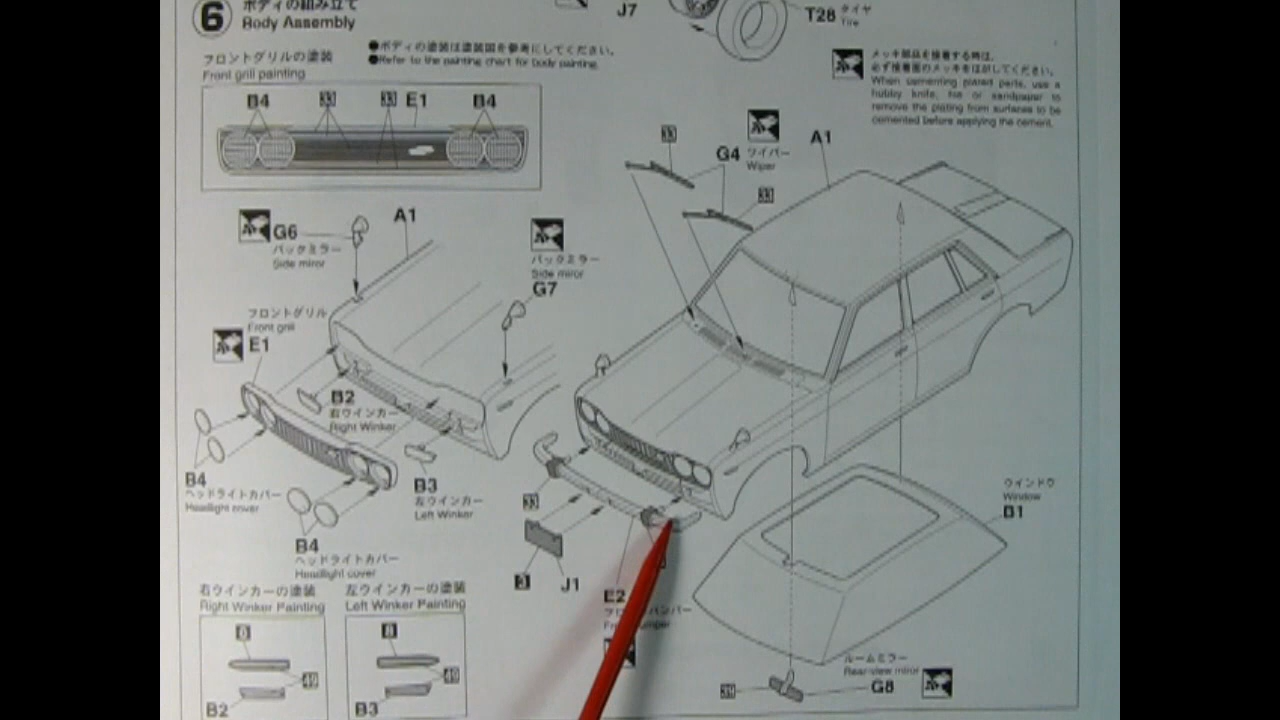 6
ボディの組み立て
Body Assembly
J7
T28 タイヤ
Tire
フロントグリルの塗装
Front grill painting
●ボディの塗装は塗装図を参考にしてください。
●Refer to the painting chart for body painting.
メッキ部品を接着する時は、
必ず接着面のメッキをはがしてください。
When cementing plated parts, use a
hobby knife, file or sandpaper to
remove the plating from surfaces to be
cemented before applying the cement.
B4
33
33
E1
B4
33
G4
ワイパー
Wiper
A1
33
G6
バックミラー
Side miror
A1
バックミラー
Side miror
G7
フロントグリル
Front grill
E1
B2
右ウインカー
Right Winker
B4
ヘッドライトカバー
Headlight cover
B3
左ウインカー
Left Winker
33
ウインドウ
Window
B1
B4
ヘッドライトカバー
Headlight cover
3
J1
E2
右ウインカーの塗装
Right Winker Painting
左ウインカーの塗装
Left Winker Painting
8
49
B2
8
49
B3
ルームミラー
Rear-view miror
G8